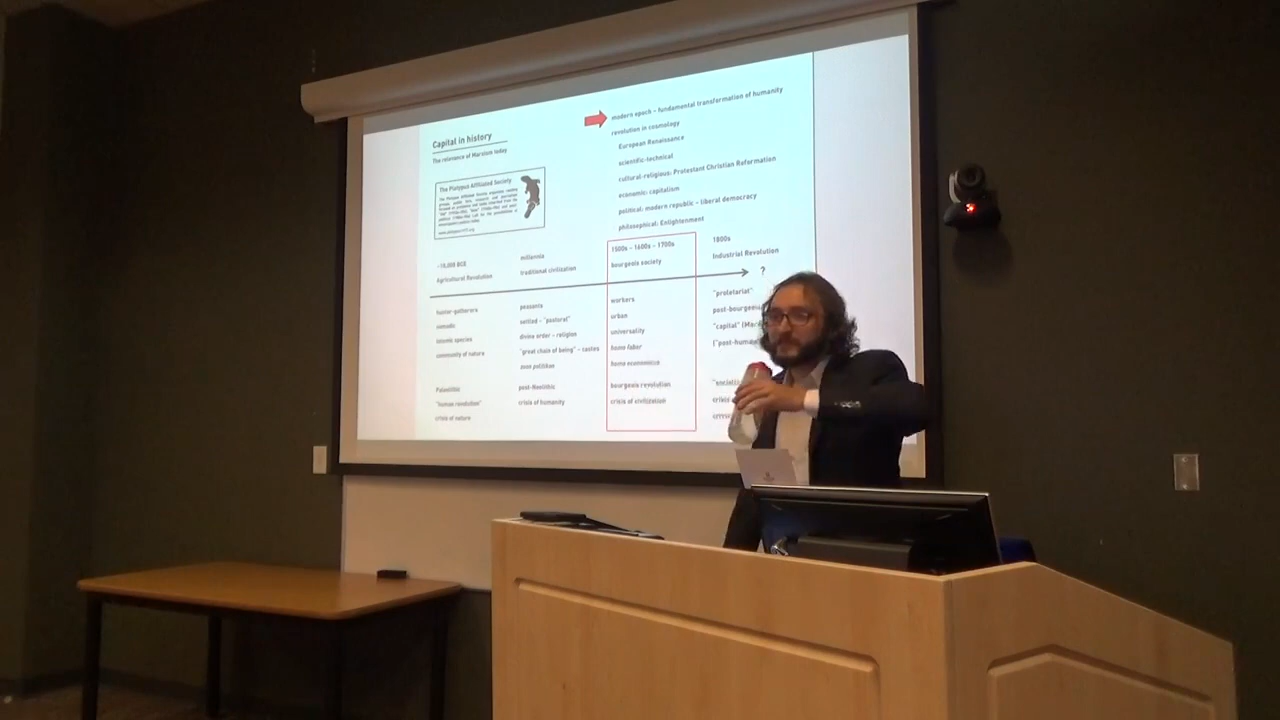 Capital in history
The relevance of Marxism today
The Platypus Affiliated Society
modern epoch – fundamental transformation of humanity
revolution in cosmology
European Renaissance
scientific-technical
cultural-religious: Protestant Christian Reformation
economic: capitalism
political: modern republic – liberal democracy
philosophical: Enlightenment
~10,000 BCE
Agricultural Revolution
millennia
traditional civilization
1500s – 1600s – 1700s
bourgeois society
1800s
Industrial Revolution
?
hunter-gatherers
nomadic
totemic species
community of nature
Paleolithic
"human revolution"
crisis of nature
peasants
settled – "pastoral"
divine order – religion
"great chain of being" – castes
zoon politikon
post-Neolithic
crisis of humanity
workers
urban
universality
homo faber
homo economicus
bourgeois revolution
crisis of civilization
"proletariat"
post-bourgeois
"capital"
("post-human